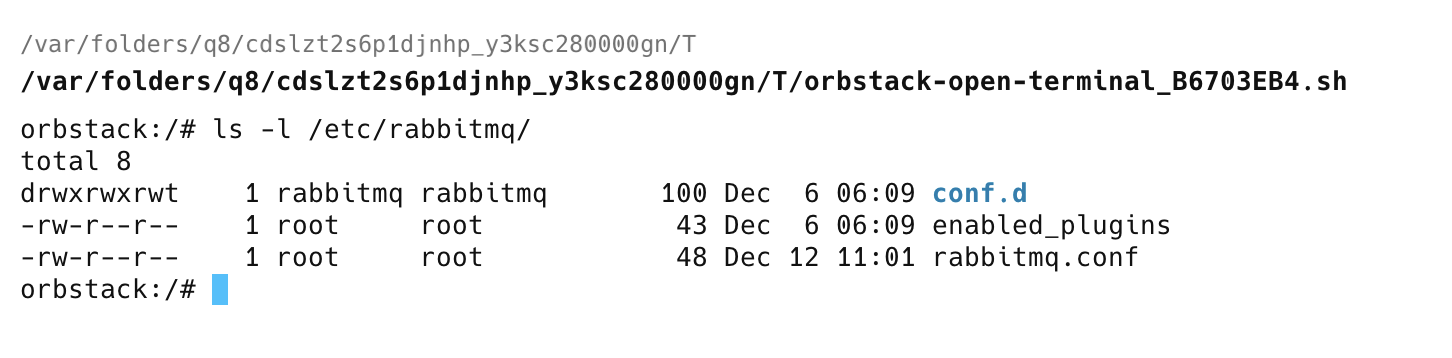 /var/folders/q8/cdslzt2s6p1djnhp_y3ksc280000gn/T
/var/folders/q8/cdslzt2s6p1djnhp_y3ksc280000gn/T/orbstack-open-terminal_B6703EB4.sh
orbstack:/# ls -l /etc/rabbitmq/
total 8
drwxrwxrwt    1 rabbitmq rabbitmq       100 Dec  6 06:09 conf.d
-rw-r--r--    1 root     root            43 Dec  6 06:09 enabled_plugins
-rw-r--r--    1 root     root            48 Dec 12 11:01 rabbitmq.conf
orbstack:/#